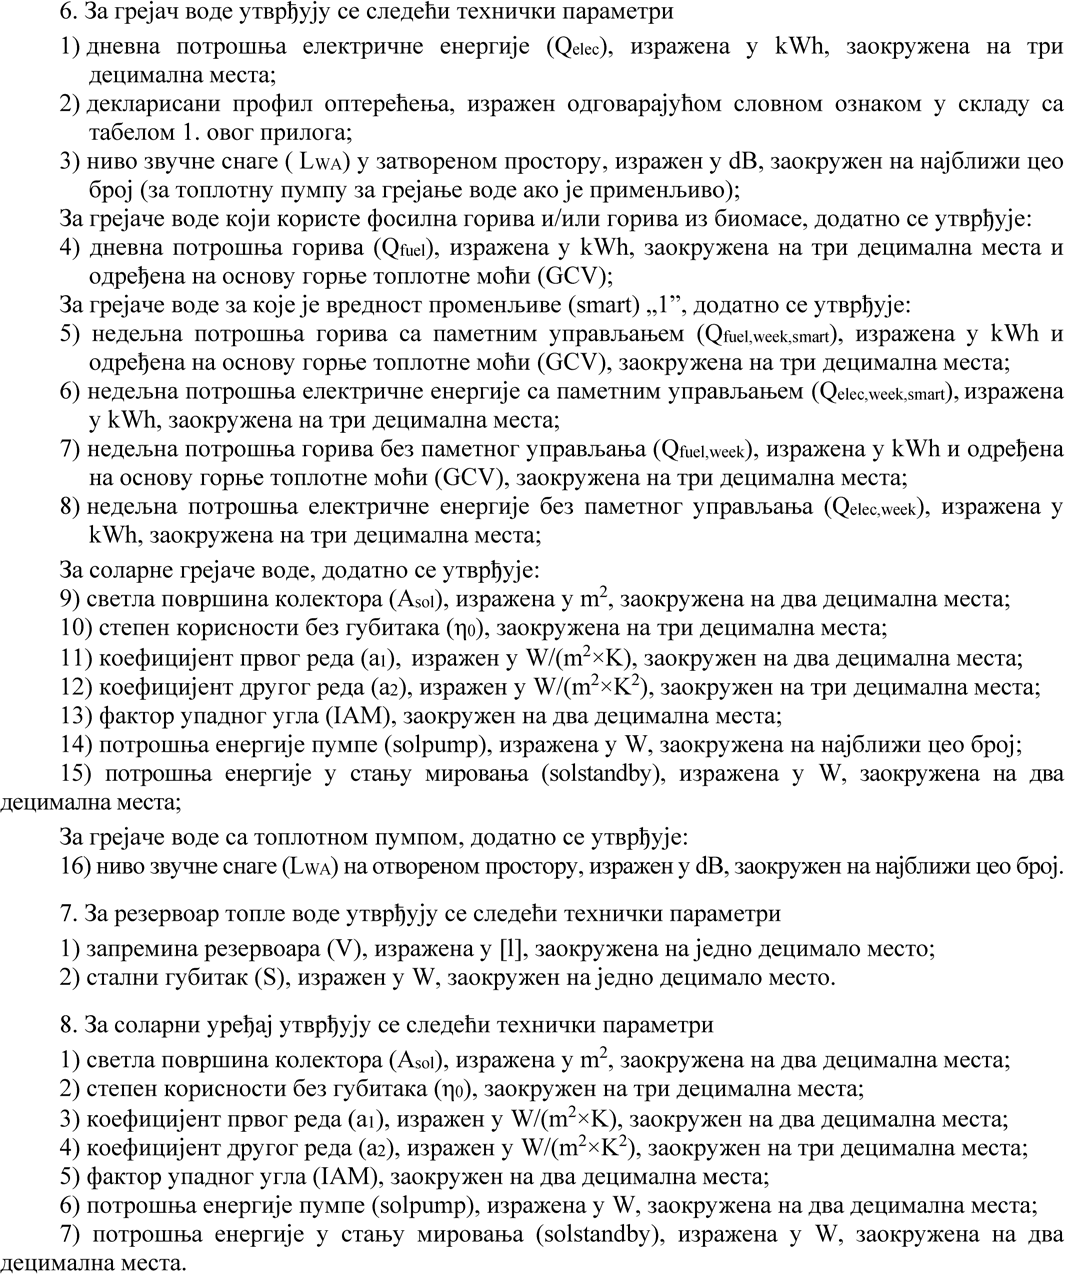 6. За грејач воде утврђују се следећи технички параметри
1) дневна потрошња електричне енергије (Qelec), изражена у kWh, заокружена на три
децимална места;
2) декларисани профил оптерећења, изражен одговарајућом словном ознаком у складу са
табелом 1. овог прилога;
3) ниво звучне снаге ( LWA) у затвореном простору, изражен у dB, заокружен на најближи цео
број (за топлотну пумпу за грејање воде ако је применљиво);
За грејаче воде који користе фосилна горива и/или горива из биомасе, додатно се утврђује:
4) дневна потрошња горива (Qfuel), изражена у kWh, заокружена на три децимална места и
одређена на основу горње топлотне моћи (GCV);
За грејаче воде за које је вредност променљиве (smart) „1”, додатно се утврђује:
5) недељна потрошња горива са паметним управљањем (Qfuel,week,smart), изражена у kWh и
одређена на основу горње топлотне моћи (GCV), заокружена на три децимална места;
6) недељна потрошња електричне енергије са паметним управљањем (Qelec,week,smart), изражена
у kWh, заокружена на три децимална места;
7) недељна потрошња горива без паметног управљања (Qfuel,week), изражена у kWh и одређена
на основу горње топлотне моћи (GCV), заокружена на три децимална места;
8) недељна потрошња електричне енергије без паметног управљања (Qelec,week), изражена у
kWh, заокружена на три децимална места;
За соларне грејаче воде, додатно се утврђује:
9) светла површина колектора (Asol), изражена у m², заокружена на два децимална места;
10) степен корисности без губитака (η0), заокружена на три децимална места;
11) коефицијент првог реда (a1), изражен у W/(m²×K), заокружен на два децимална места;
12) коефицијент другог реда (a2), изражен у W/(m²×K²), заокружен на три децимална места;
13) фактор упадног угла (IAM), заокружен на два децимална места;
14) потрошња енергије пумпе (solpump), изражена у W, заокружена на најближи цео број;
15) потрошња енергије у стању мировања (solstandby), изражена у W, заокружена на два
децимална места;
За грејаче воде са топлотном пумпом, додатно се утврђује:
16) ниво звучне снаге (LWA) на отвореном простору, изражен у dB, заокружен на најближи цео број.
7. За резервоар топле воде утврђују се следећи технички параметри
1) запремина резервоара (V), изражена у [l], заокружена на једно децимало место;
2) стални губитак (S), изражен у W, заокружен на једно децимало место.
8. За соларни уређај утврђују се следећи технички параметри
1) светла површина колектора (Asol), изражена у m², заокружена на два децимална места;
2) степен корисности без губитака (η0), заокружен на три децимална места;
3) коефицијент првог реда (a1), изражен у W/(m²×K), заокружен на два децимална места;
4) коефицијент другог реда (a2), изражен у W/(m²×K²), заокружен на три децимална места;
5) фактор упадног угла (IAM), заокружен на два децимална места;
6) потрошња енергије пумпе (solpump), изражена у W, заокружена на два децимална места;
7) потрошња енергије у стању мировања (solstandby), изражена у W, заокружена на два
децимална места.